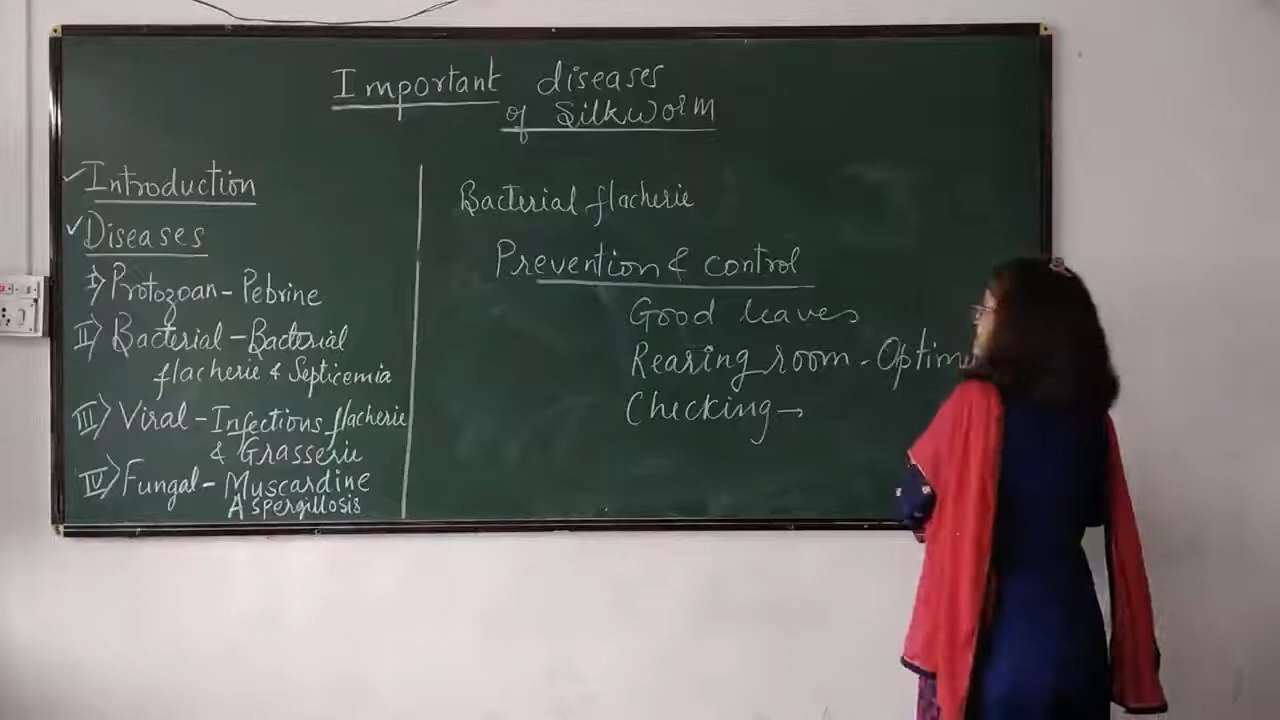 Important diseases
of Silkworm
✓Introduction
✓Diseases
I) Protozoan - Pebrine
II) Bacterial - Bacterial
flacherie & Septicemia
III) Viral - Infections flacherie
& Grasserie
IV) Fungal - Muscardine
Aspergillosis
Bacterial flacherie
Prevention & control
Good leaves
Rearing room - Optim
Checking →